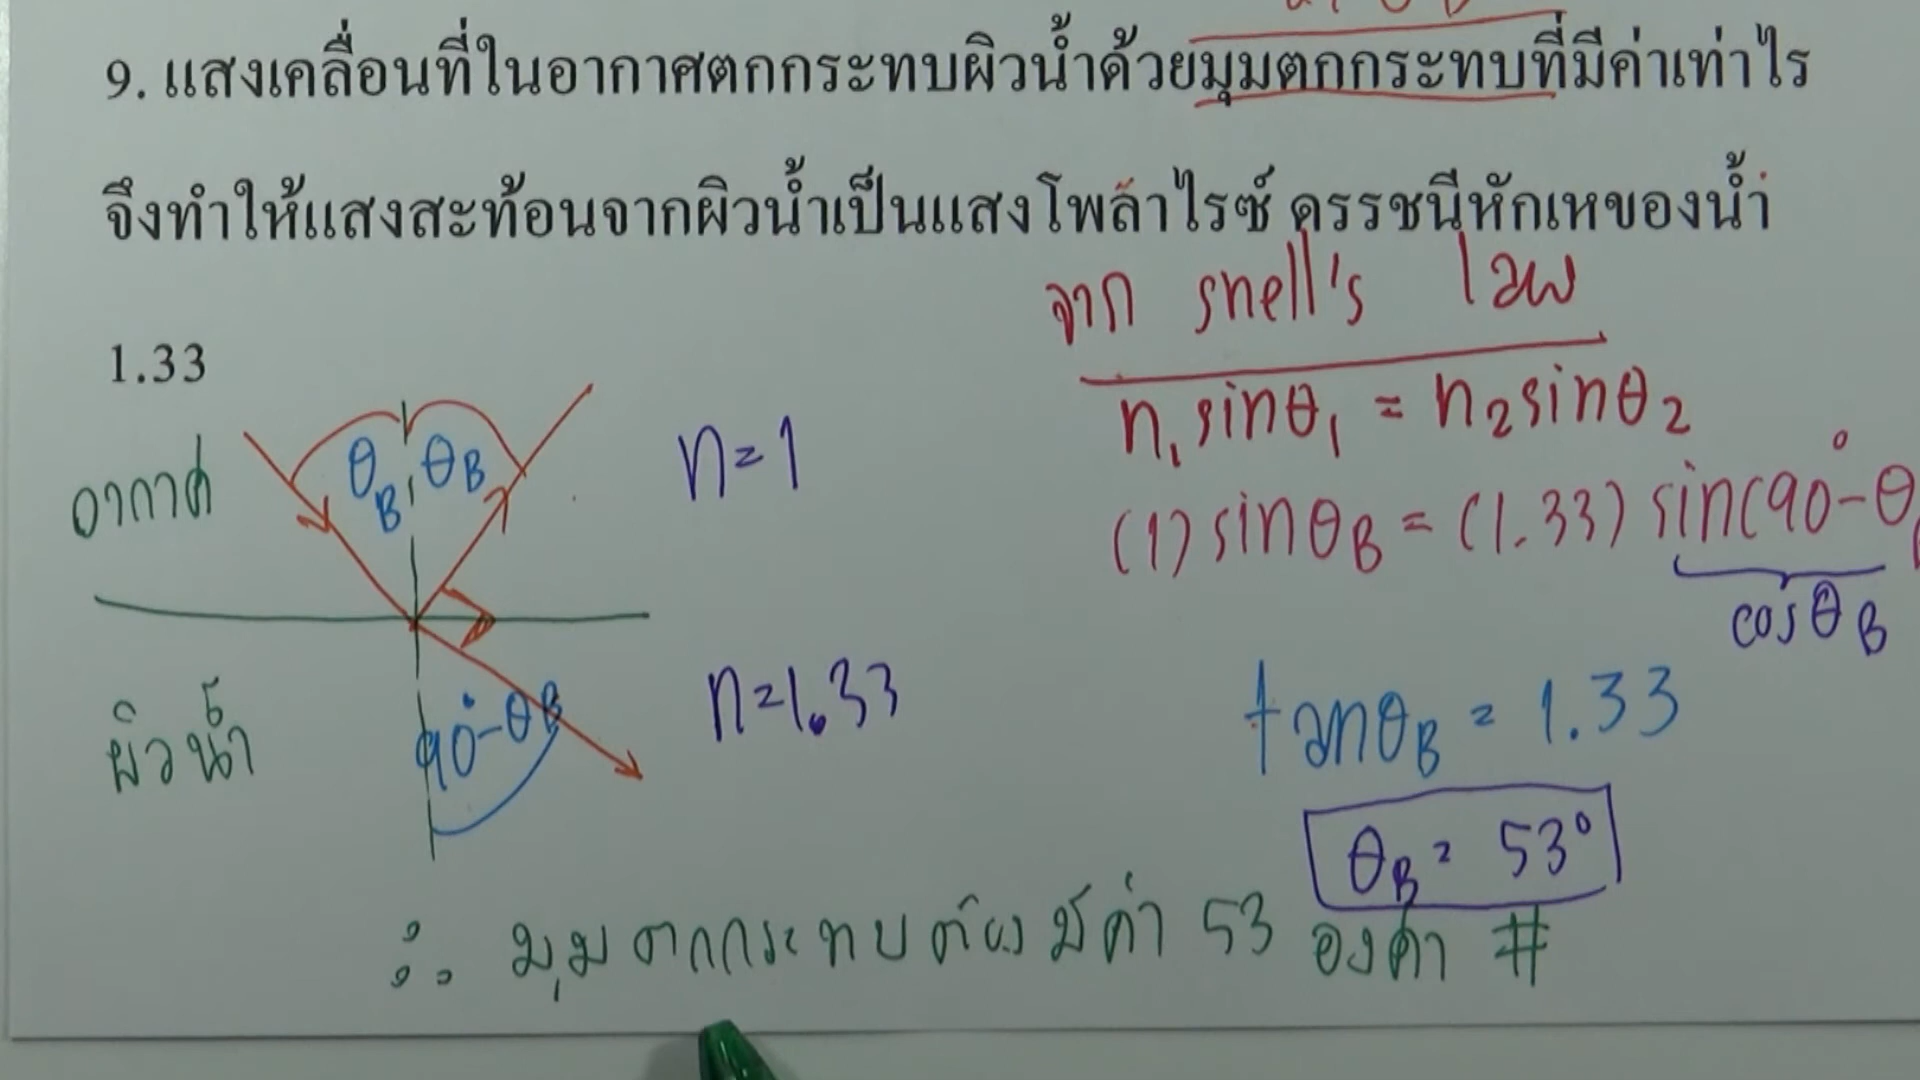 9. แสงเคลื่อนที่ในอากาศตกกระทบผิวน้ำด้วยมุมตกกระทบที่มีค่าเท่าไร
จึงทำให้แสงสะท้อนจากผิวน้ำเป็นแสงโพลาไรซ์ ดรรชนีหักเหของน้ำ
1.33
จาก snell's law
n₁sinθ₁ = n₂sinθ₂
(1)sinθB = (1.33) sin(90°-θ
cosθB
tanθB = 1.33
θB = 53°
อากาศ
θB θB
n=1
ผิวน้ำ
90°-θB
n=1.33
∴ มุมตกกระทบต้องมีค่า 53 องศา #